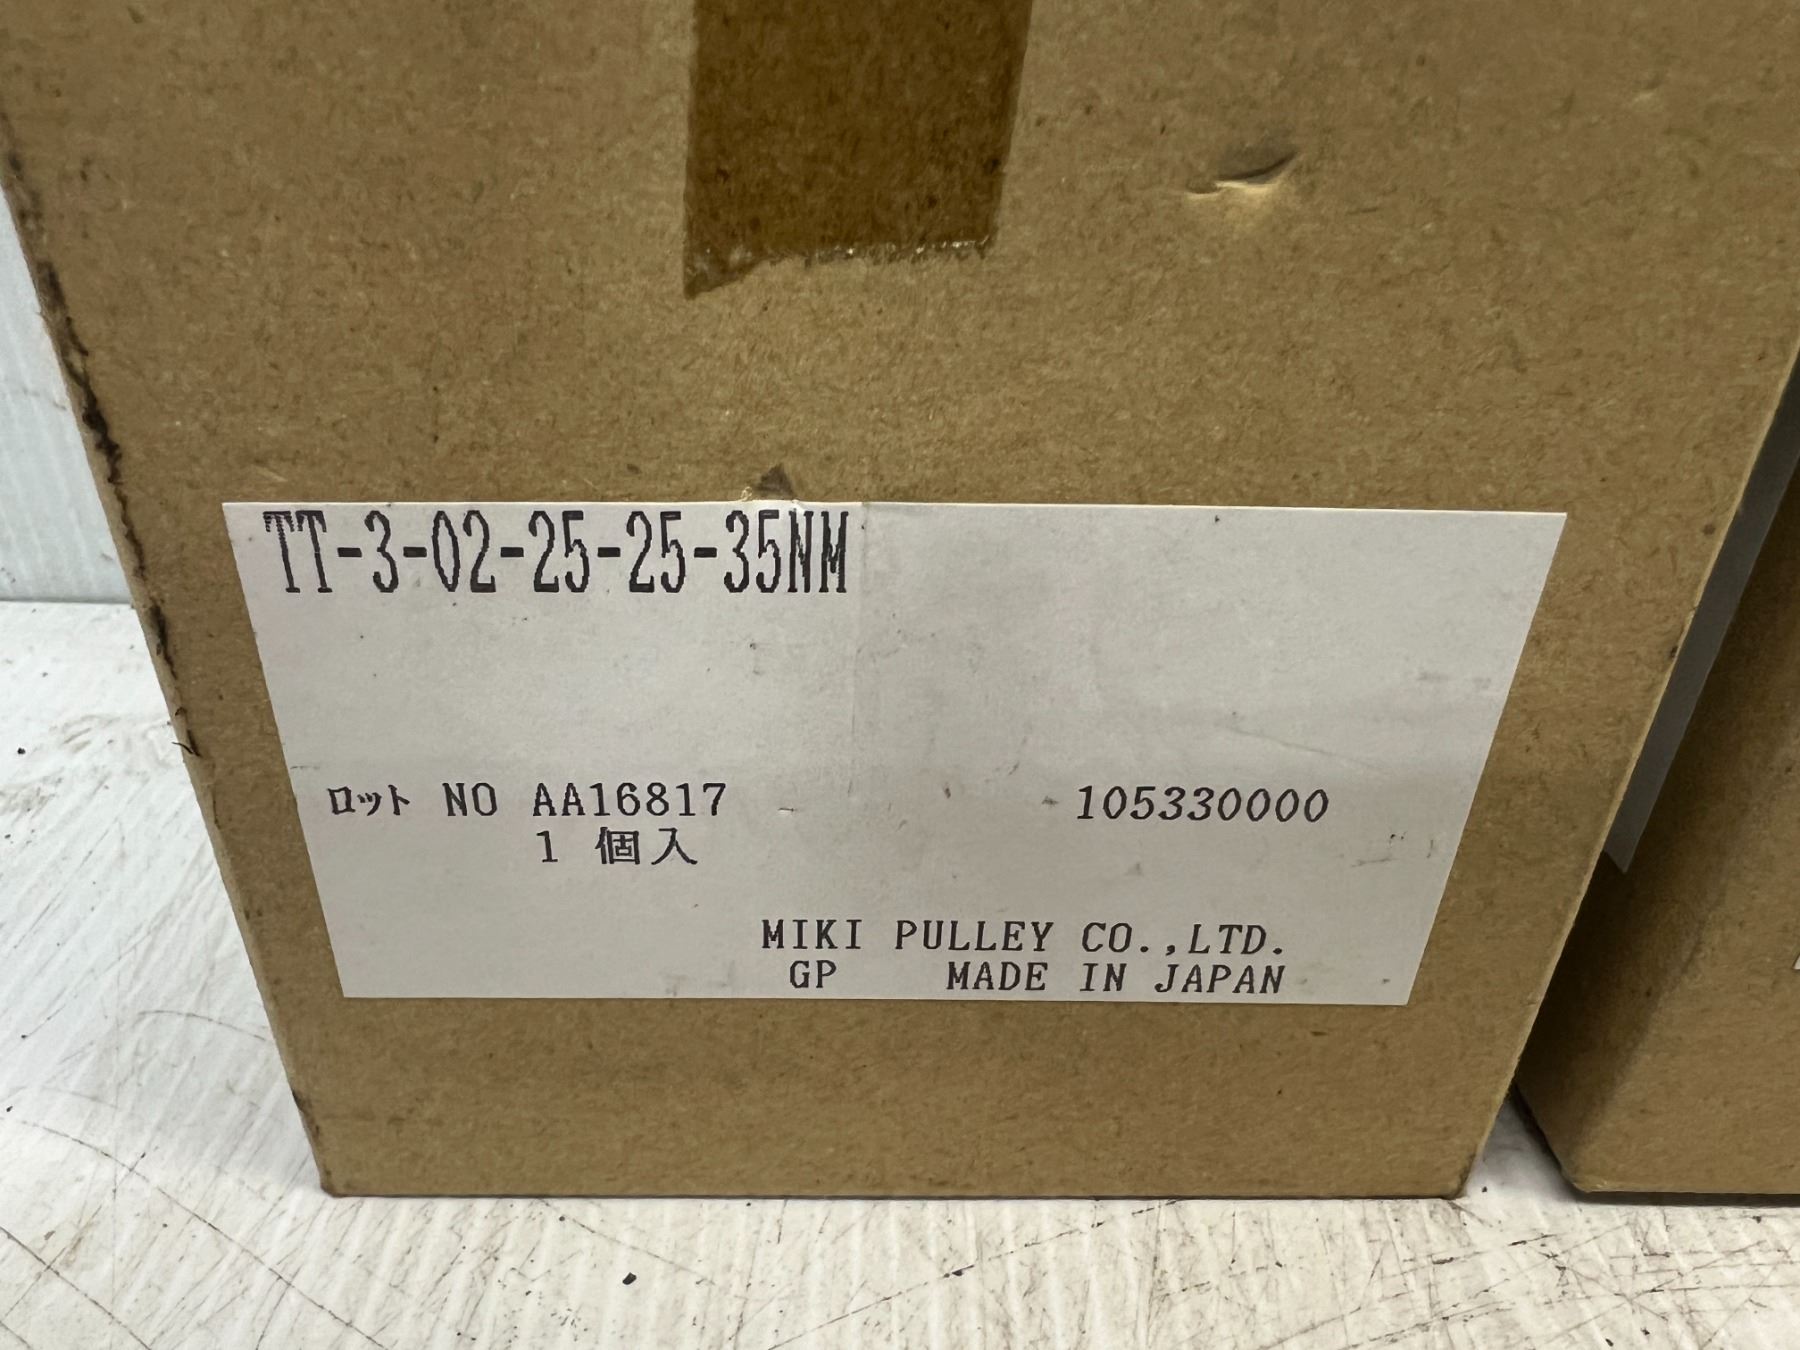 TT-3-02-25-25-35NM
ロット NO AA16817 105330000
1 個入
MIKI PULLEY CO.,LTD.
GP MADE IN JAPAN